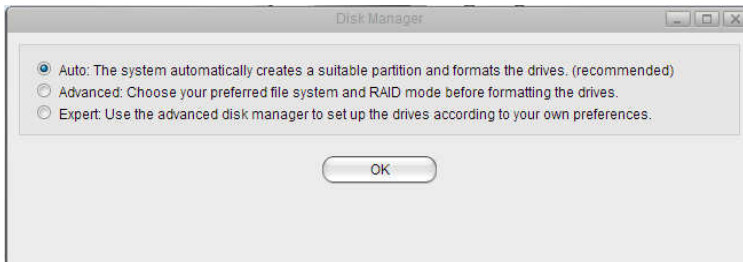 Disk Manager
Auto: The system automatically creates a suitable partition and formats the drives. (recommended)
Advanced: Choose your preferred file system and RAID mode before formatting the drives.
Expert: Use the advanced disk manager to set up the drives according to your own preferences.
OK